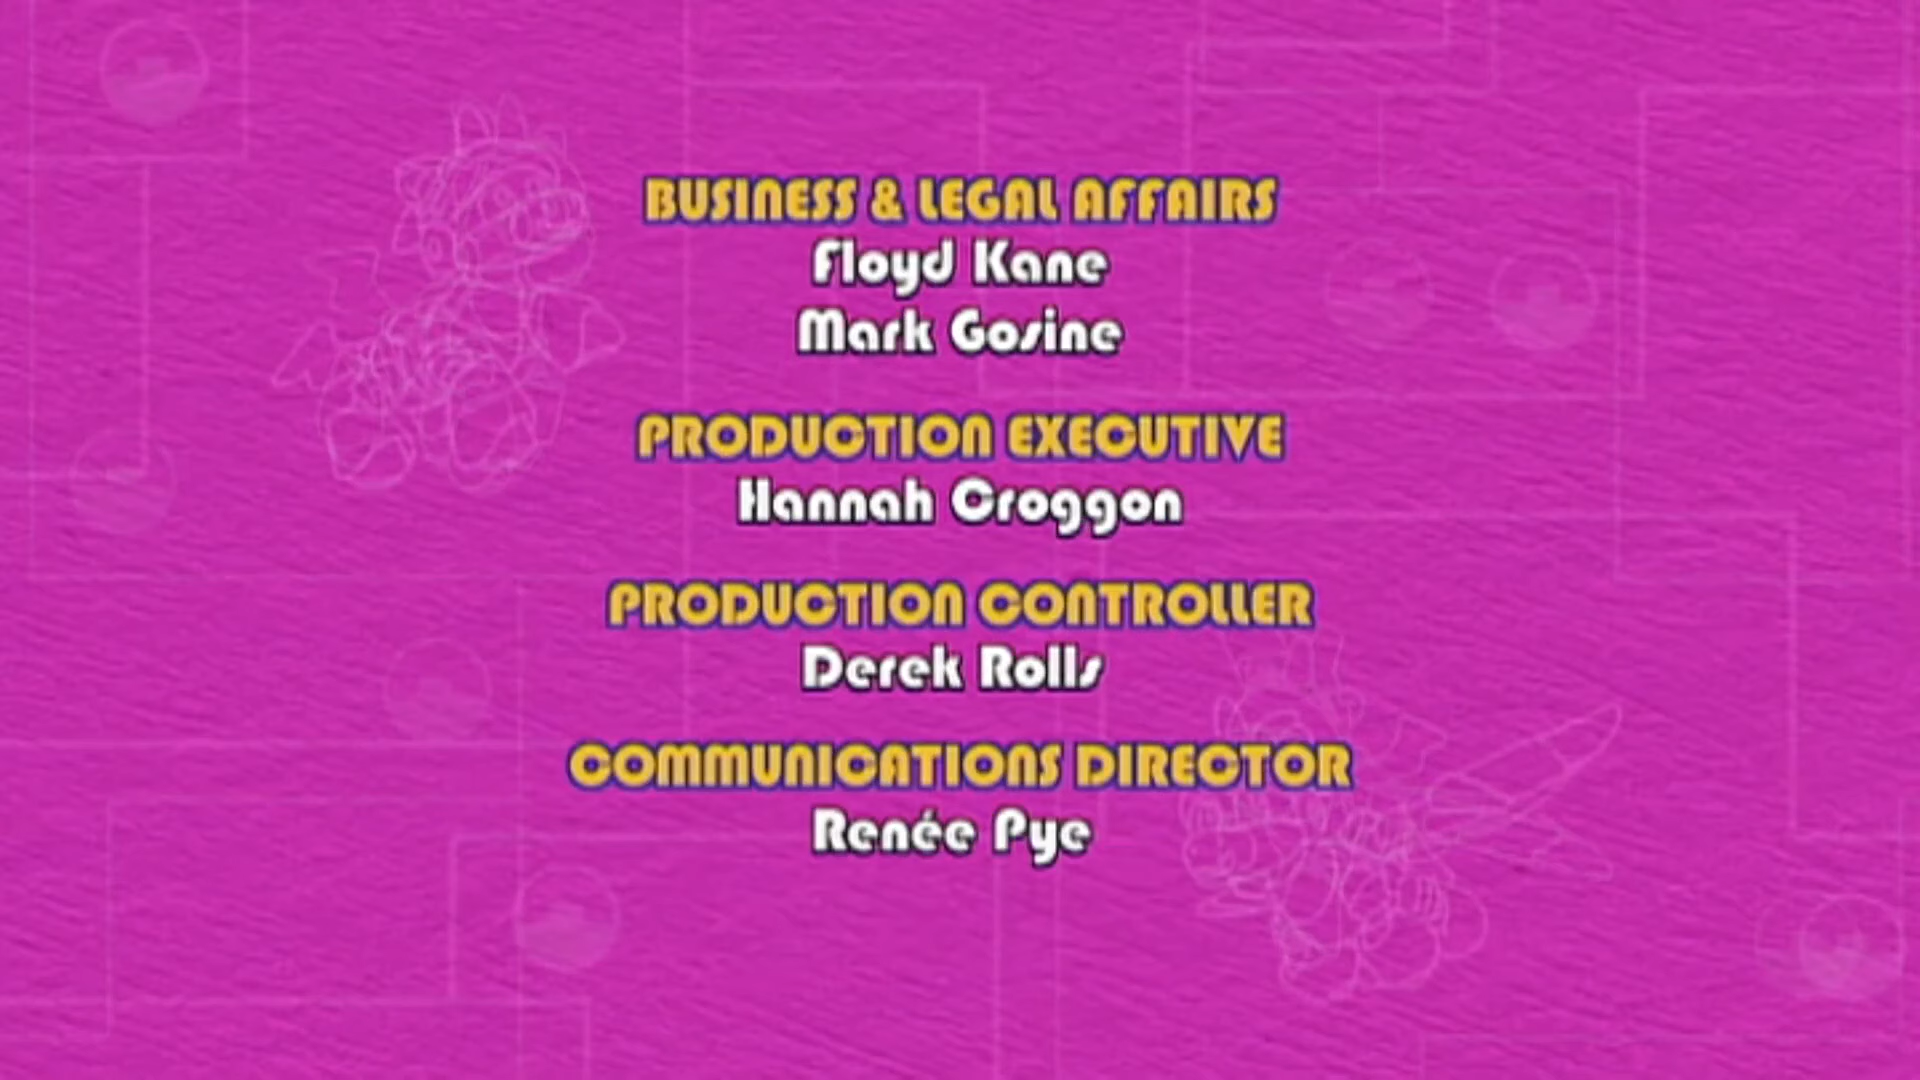 BUSINESS & LEGAL AFFAIRS
Floyd Kane
Mark Gosine
PRODUCTION EXECUTIVE
Hannah Croggon
PRODUCTION CONTROLLER
Derek Rolls
COMMUNICATIONS DIRECTOR
Renée Pye